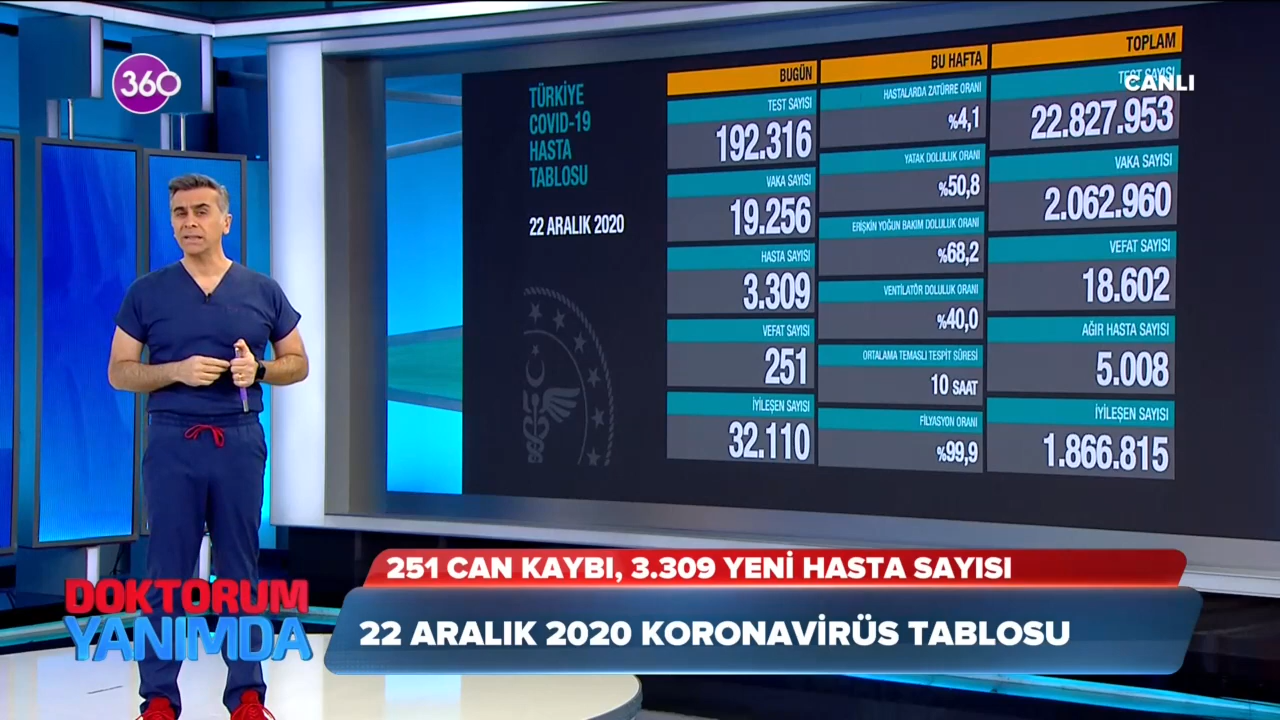 360
CANLI
TÜRKİYE
COVID-19
HASTA
TABLOSU
22 ARALIK 2020
BUGÜN
TEST SAYISI
192.316
VAKA SAYISI
19.256
HASTA SAYISI
3.309
VEFAT SAYISI
251
İYİLEŞEN SAYISI
32.110
BU HAFTA
HASTALARDA ZATÜRRE ORANI
%4,1
YATAK DOLULUK ORANI
%50,8
ERİŞKİN YOĞUN BAKIM DOLULUK ORANI
%68,2
VENTİLATÖR DOLULUK ORANI
%40,0
ORTALAMA TEMASLI TESPİT SÜRESİ
10 SAAT
FİLYASYON ORANI
%99,9
TOPLAM
TEST SAYISI
22.827.953
VAKA SAYISI
2.062.960
VEFAT SAYISI
18.602
AĞIR HASTA SAYISI
5.008
İYİLEŞEN SAYISI
1.866.815
251 CAN KAYBI, 3.309 YENİ HASTA SAYISI
22 ARALIK 2020 KORONAVİRÜS TABLOSU
DOKTORUM
YANIMDA